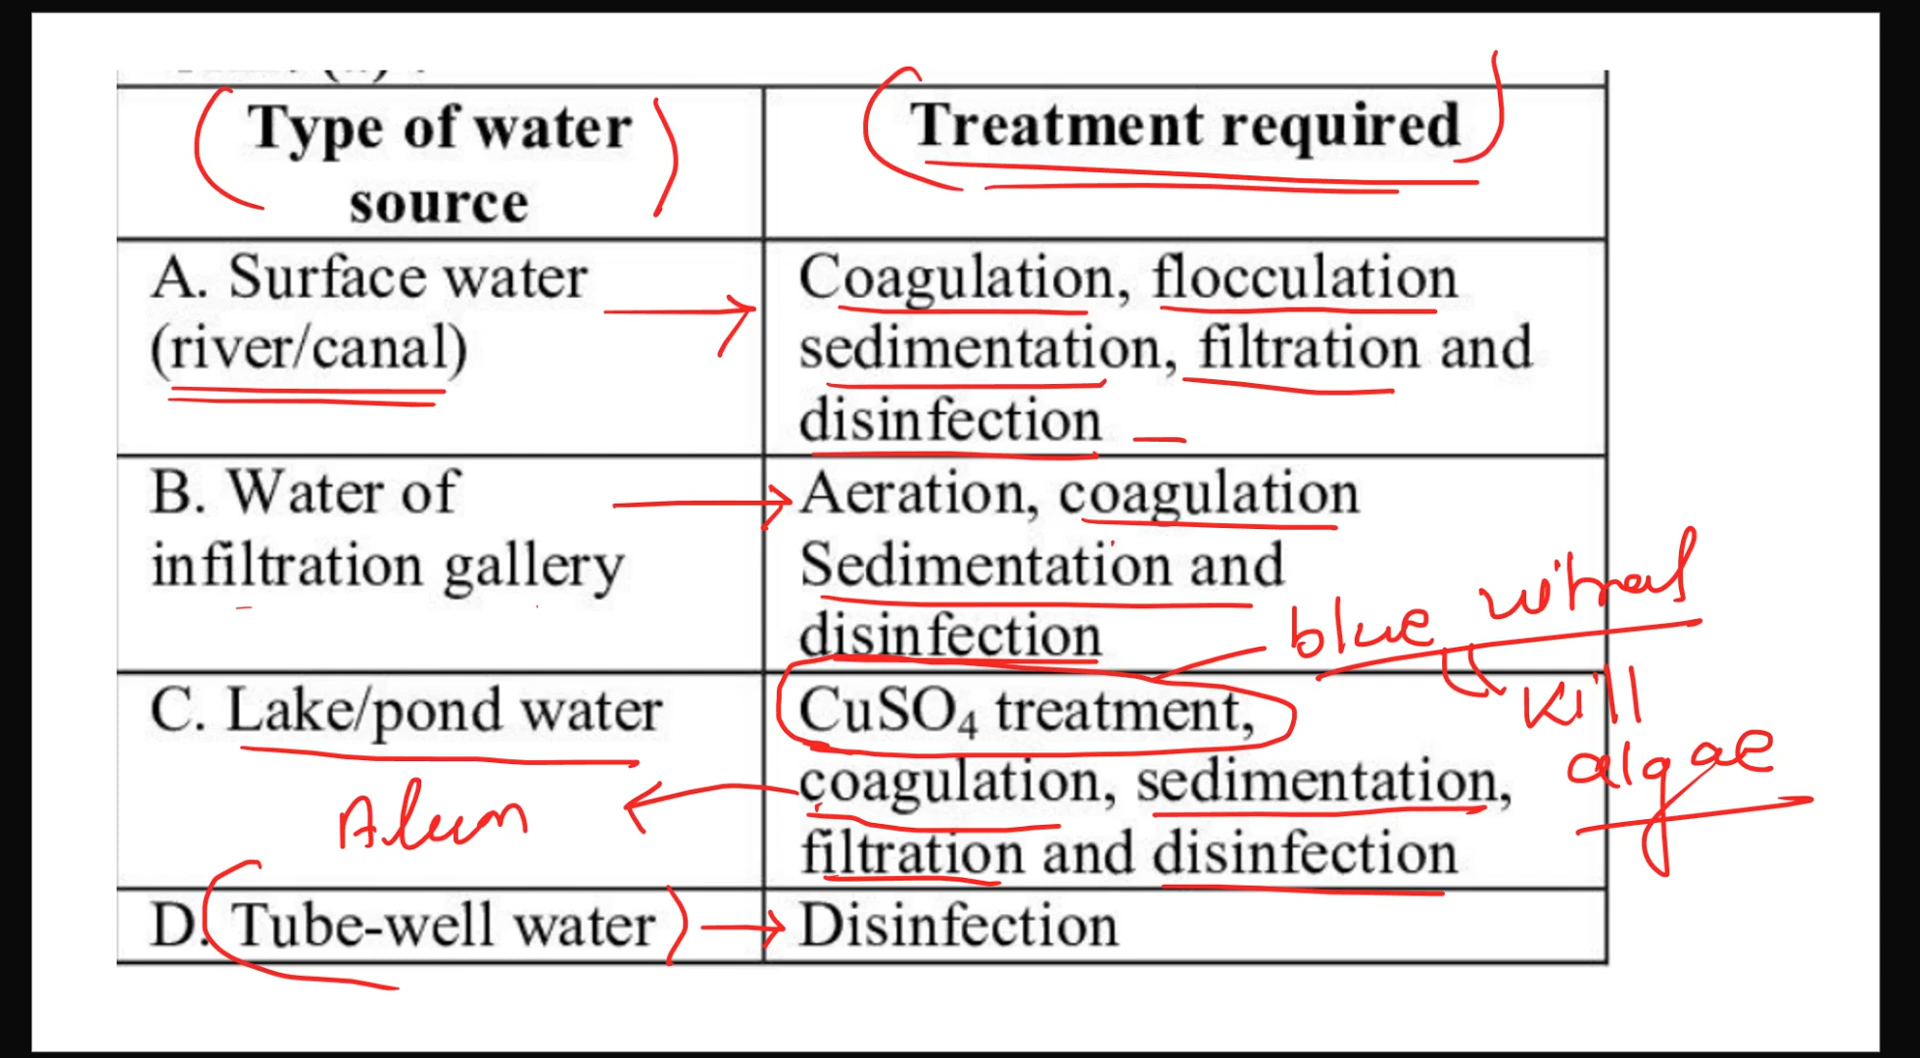 Type of water
source
Treatment required
A. Surface water
(river/canal)
Coagulation, flocculation
sedimentation, filtration and
disinfection
B. Water of
infiltration gallery
Aeration, coagulation
Sedimentation and
disinfection
blue vitreal
C. Lake/pond water
CuSO₄ treatment,
coagulation, sedimentation,
filtration and disinfection
Kill
algae
Alum
D. Tube-well water
Disinfection